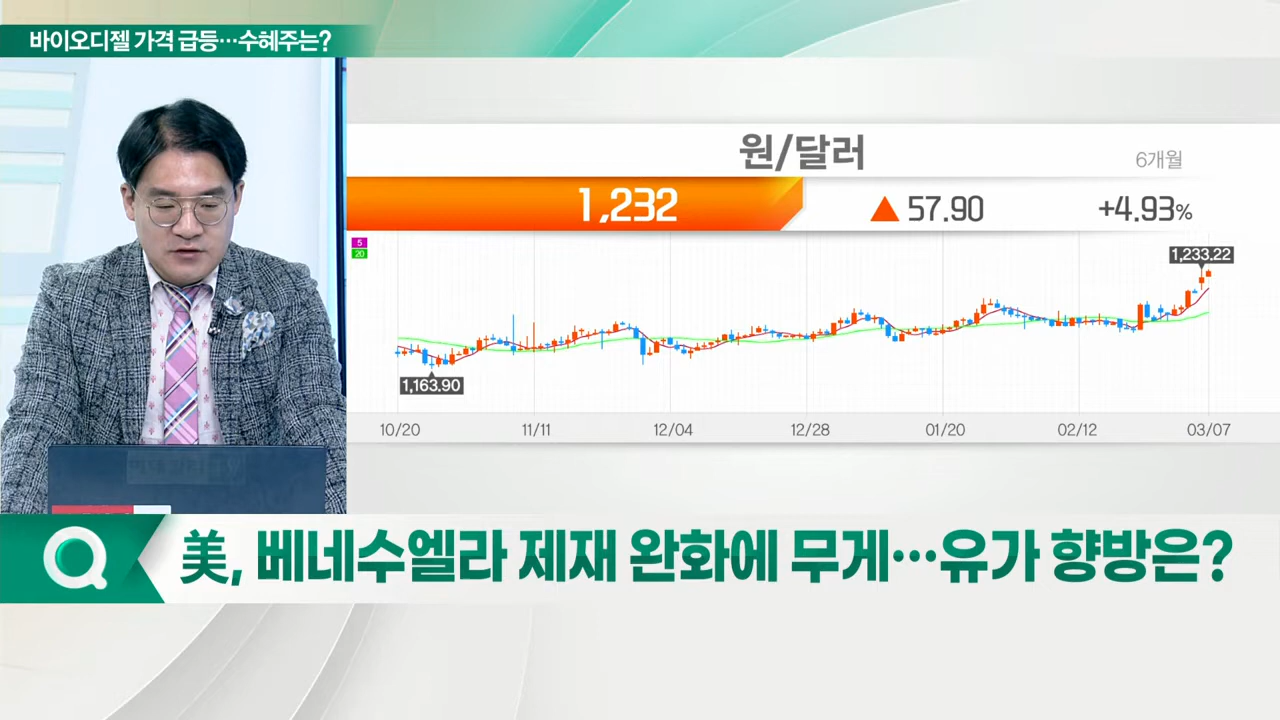 바이오디젤 가격 급등…수혜주는?
원/달러
6개월
1,232 ▲ 57.90 +4.93%
5
20
1,233.22
1,163.90
10/20 11/11 12/04 12/28 01/20 02/12 03/07
Q 美, 베네수엘라 제재 완화에 무게…유가 향방은?